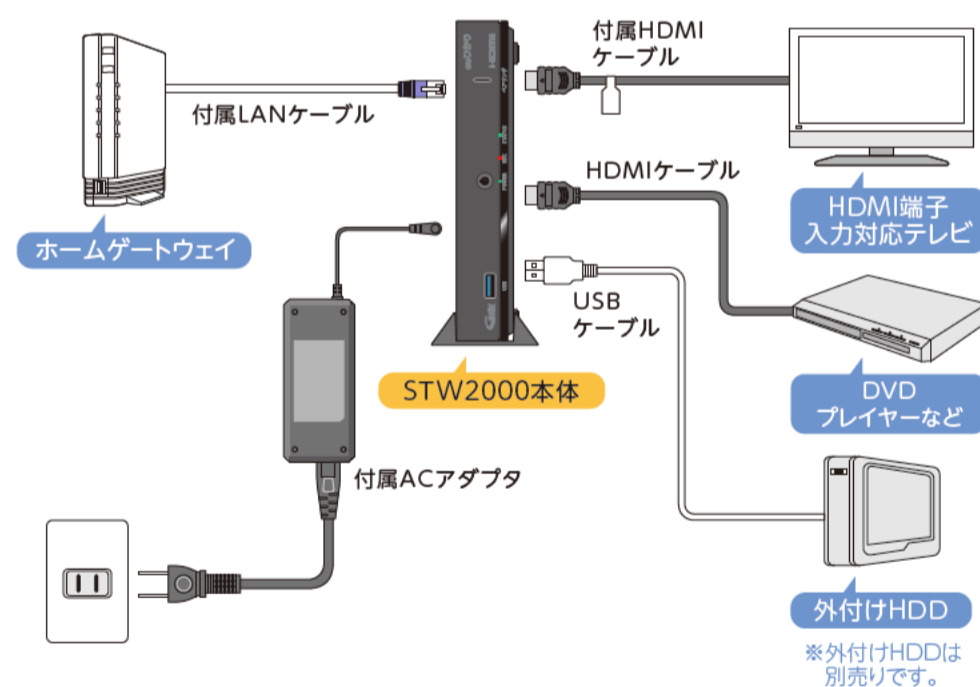 付属HDMI
ケーブル
付属LANケーブル
HDMIケーブル
HDMI端子
入力対応テレビ
ホームゲートウェイ
USB
ケーブル
STW2000本体
DVD
プレイヤーなど
付属ACアダプタ
外付けHDD
※外付けHDDは
別売りです。